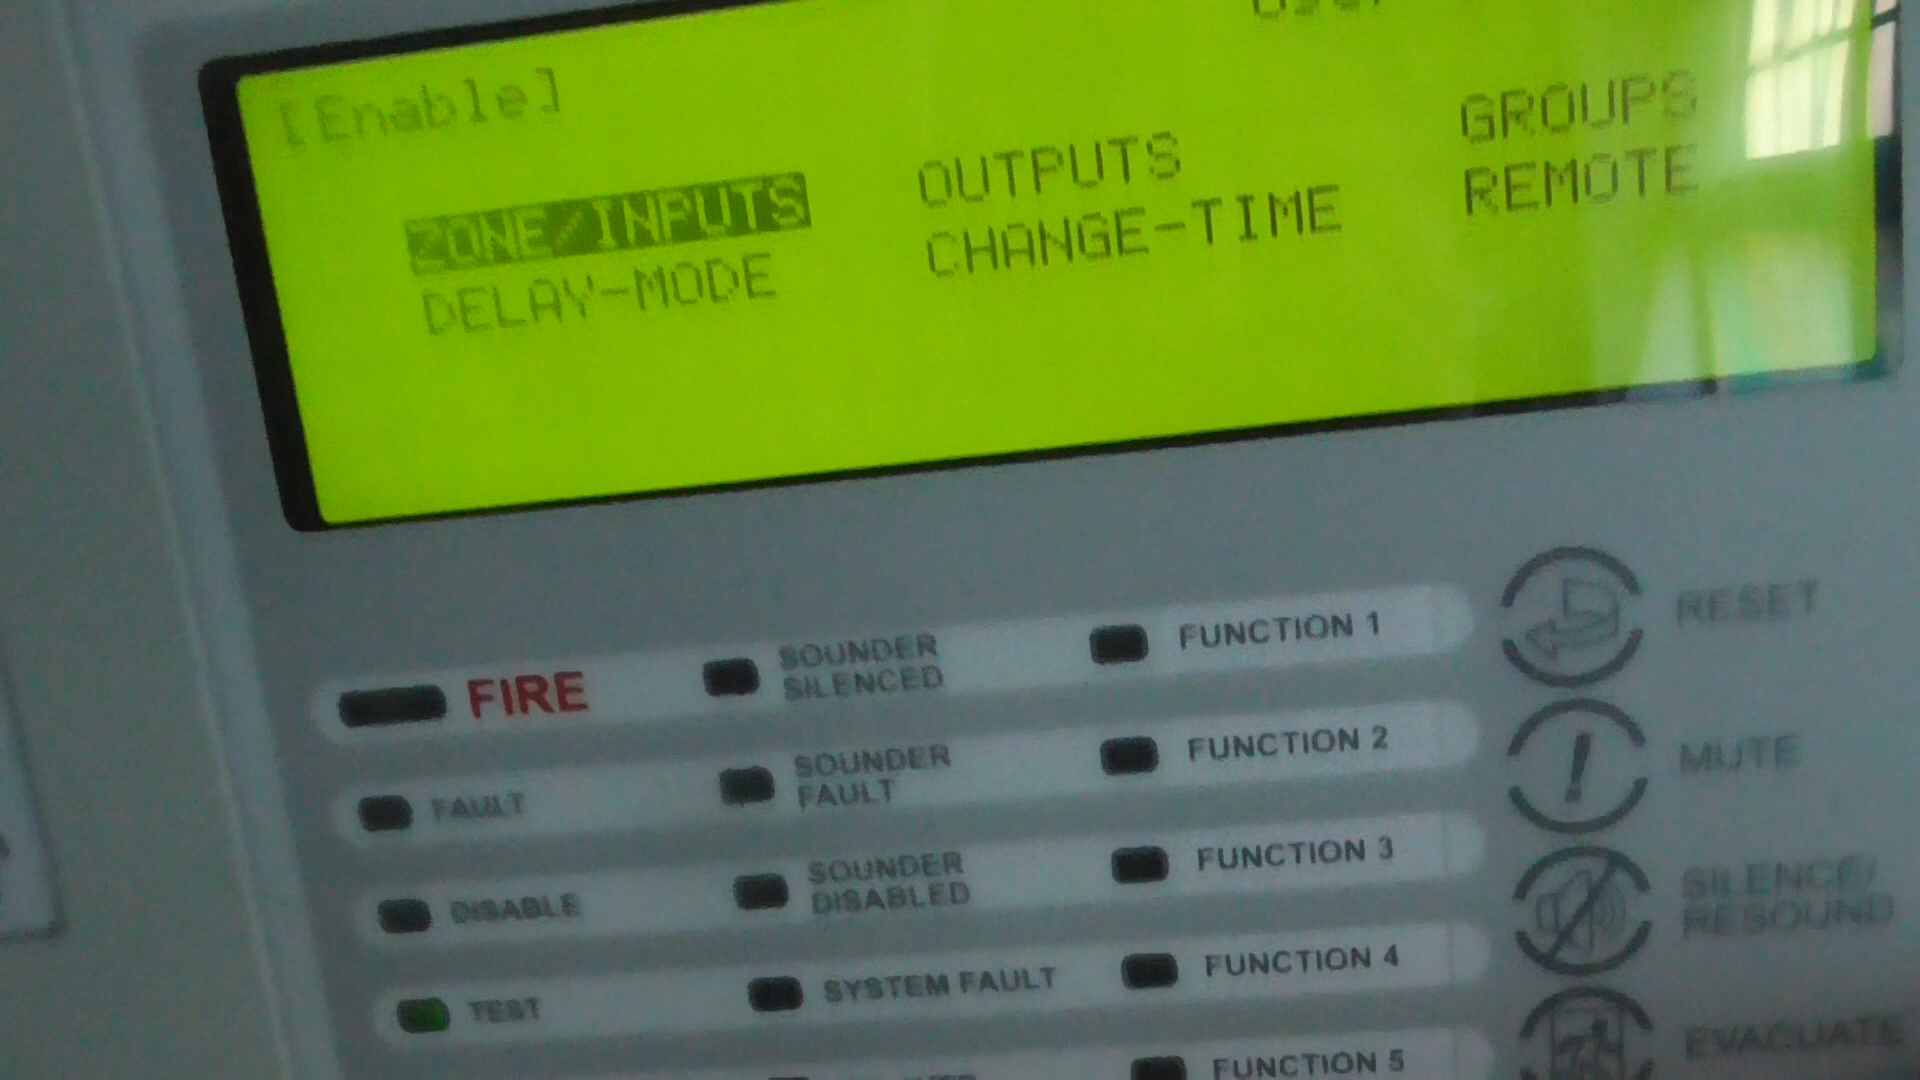 [Enable]
ZONE/INPUTS OUTPUTS GROUPS
DELAY-MODE CHANGE-TIME REMOTE
FIRE
SOUNDER
SILENCED
FUNCTION 1
RESET
FAULT
SOUNDER
FAULT
FUNCTION 2
MUTE
DISABLE
SOUNDER
DISABLED
FUNCTION 3
SILENCE/
RESOUND
TEST
SYSTEM FAULT
FUNCTION 4
EVACUATE
FUNCTION 5